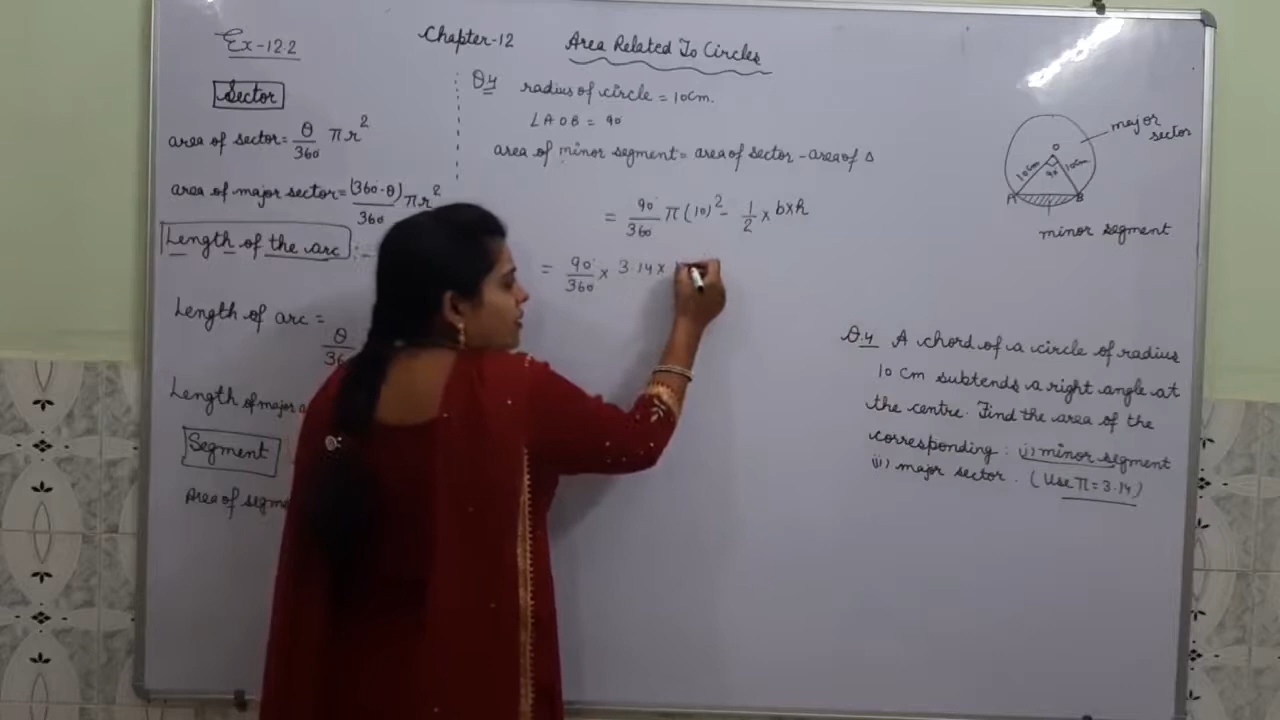 Ex-12.2
Chapter-12
Area Related To Circles
Sector
area of sector = θ/360 πr²
area of major sector = (360-θ)/360 πr²
Length of the arc :-
Length of arc = θ
Length of major
Segment
Area of
Q4 radius of circle = 10cm.
∠AOB = 90
area of minor segment = area of sector - area of Δ
= 90°/360 π(10)² - 1/2 × b×h
= 90°/360 × 3.14 ×
major
sector
O
10cm
90
10cm
A
B
minor segment
Q.4 A chord of a circle of radius
10 cm subtends a right angle at
the centre. Find the area of the
corresponding : (i) minor segment
(ii) major sector. (Use π = 3.14)